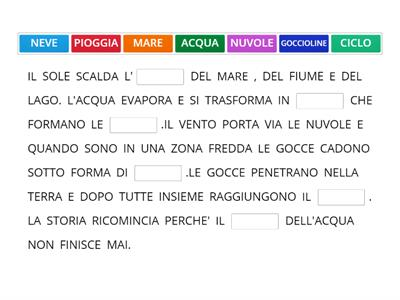 NEVE PIOGGIA MARE ACQUA NUVOLE GOCCIOLINE CICLO
IL SOLE SCALDA L' DEL MARE , DEL FIUME E DEL
LAGO. L'ACQUA EVAPORA E SI TRASFORMA IN CHE
FORMANO LE .IL VENTO PORTA VIA LE NUVOLE E
QUANDO SONO IN UNA ZONA FREDDA LE GOCCE CADONO
SOTTO FORMA DI .LE GOCCE PENETRANO NELLA
TERRA E DOPO TUTTE INSIEME RAGGIUNGONO IL .
LA STORIA RICOMINCIA PERCHE' IL DELL'ACQUA
NON FINISCE MAI.